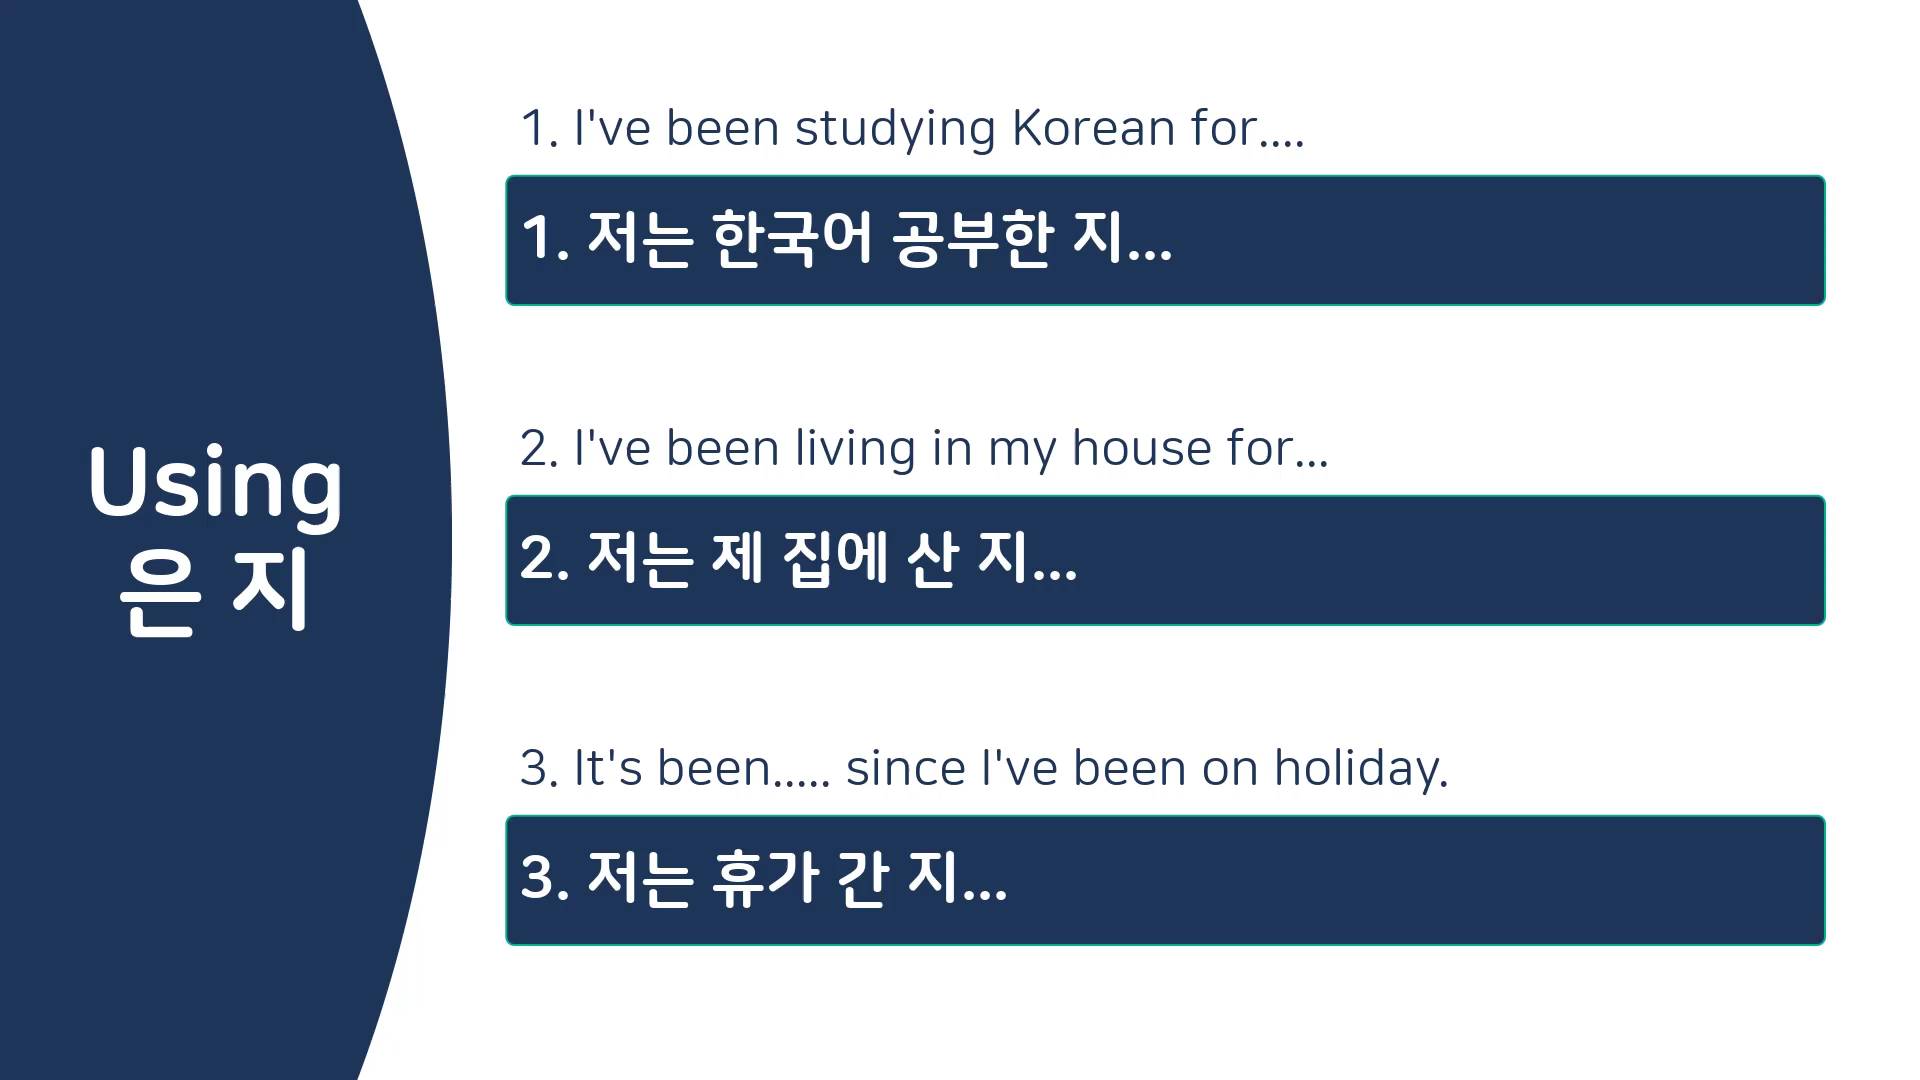 Using
은 지
1. I've been studying Korean for....
1. 저는 한국어 공부한 지...
2. I've been living in my house for...
2. 저는 제 집에 산 지...
3. It's been..... since I've been on holiday.
3. 저는 휴가 간 지...